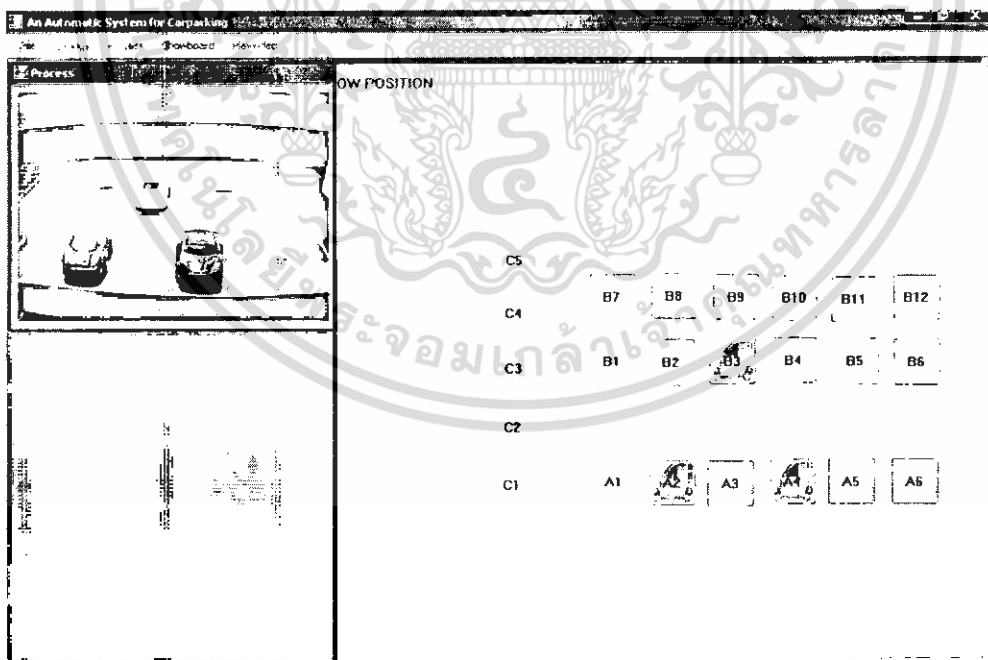 An Automatic System for Carparking
Showboard
Process
OW POSITION
C5
B7 B8 B9 B10 B11 B12
C4
C3 B1 B2 B3 B4 B5 B6
C2
C1 A1 A2 A3 A4 A5 A6